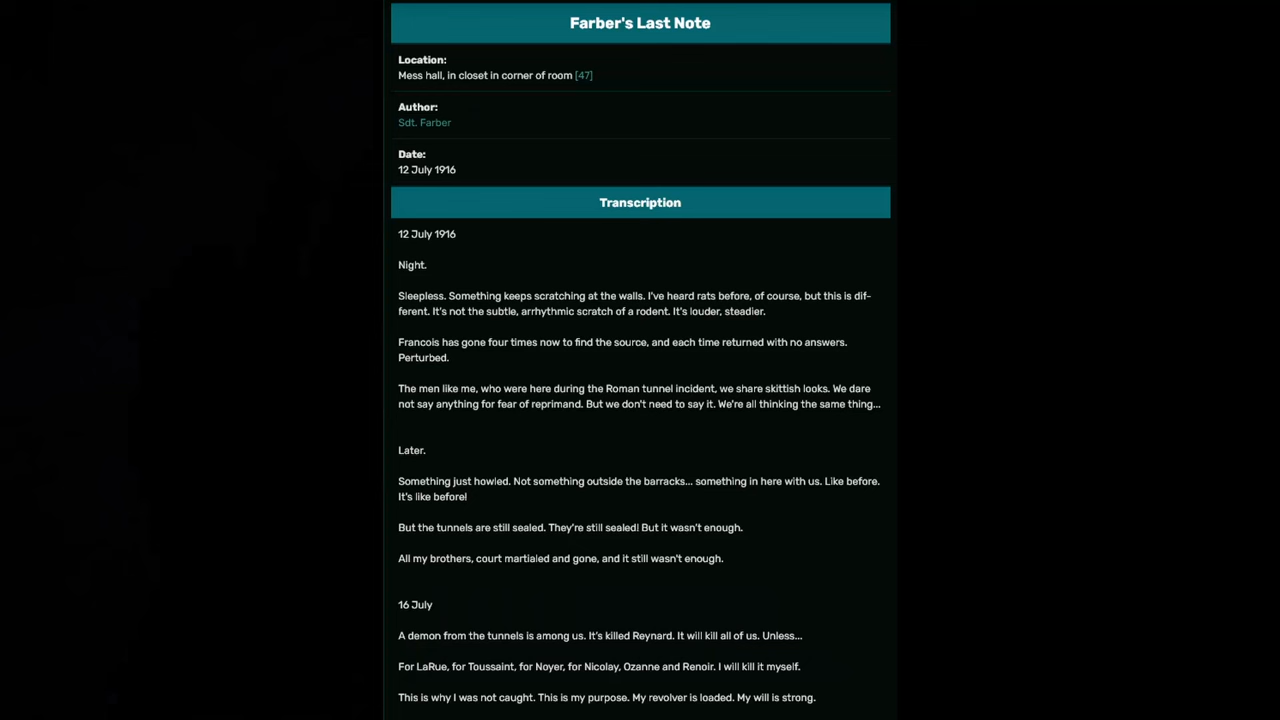 Farber's Last Note
Location:
Mess hall, in closet in corner of room [47]
Author:
Sdt. Farber
Date:
12 July 1916
Transcription
12 July 1916
Night.
Sleepless. Something keeps scratching at the walls. I've heard rats before, of course, but this is dif-
ferent. It's not the subtle, arrhythmic scratch of a rodent. It's louder, steadier.
Francois has gone four times now to find the source, and each time returned with no answers.
Perturbed.
The men like me, who were here during the Roman tunnel incident, we share skittish looks. We dare
not say anything for fear of reprimand. But we don't need to say it. We're all thinking the same thing...
Later.
Something just howled. Not something outside the barracks... something in here with us. Like before.
It's like before!
But the tunnels are still sealed. They're still sealed! But it wasn't enough.
All my brothers, court martialed and gone, and it still wasn't enough.
16 July
A demon from the tunnels is among us. It's killed Reynard. It will kill all of us. Unless...
For LaRue, for Toussaint, for Noyer, for Nicolay, Ozanne and Renoir. I will kill it myself.
This is why I was not caught. This is my purpose. My revolver is loaded. My will is strong.